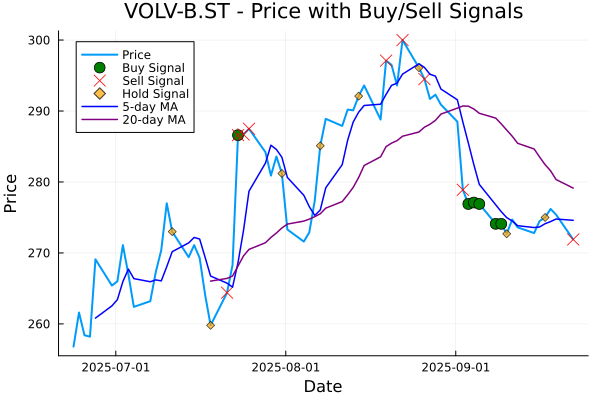 VOLV-B.ST - Price with Buy/Sell Signals
300
290
280
270
260
Price
Price
Buy Signal
Sell Signal
Hold Signal
5-day MA
20-day MA
2025-07-01
2025-08-01
2025-09-01
Date